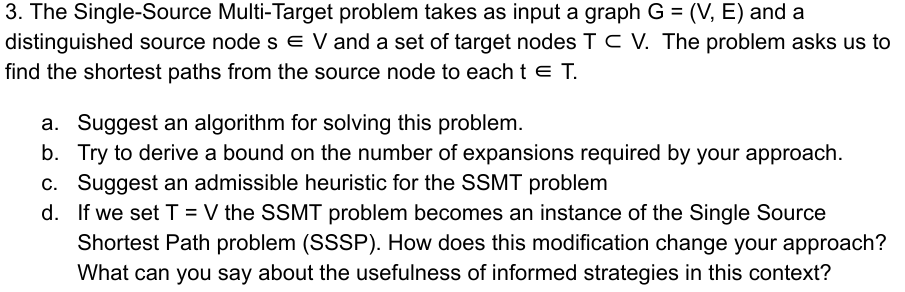 3. The Single-Source Multi-Target problem takes as input a graph G = (V, E) and a
distinguished source node s ∈ V and a set of target nodes T ⊂ V.  The problem asks us to
find the shortest paths from the source node to each t ∈ T.
a. Suggest an algorithm for solving this problem.
b. Try to derive a bound on the number of expansions required by your approach.
c. Suggest an admissible heuristic for the SSMT problem
d. If we set T = V the SSMT problem becomes an instance of the Single Source
Shortest Path problem (SSSP). How does this modification change your approach?
What can you say about the usefulness of informed strategies in this context?